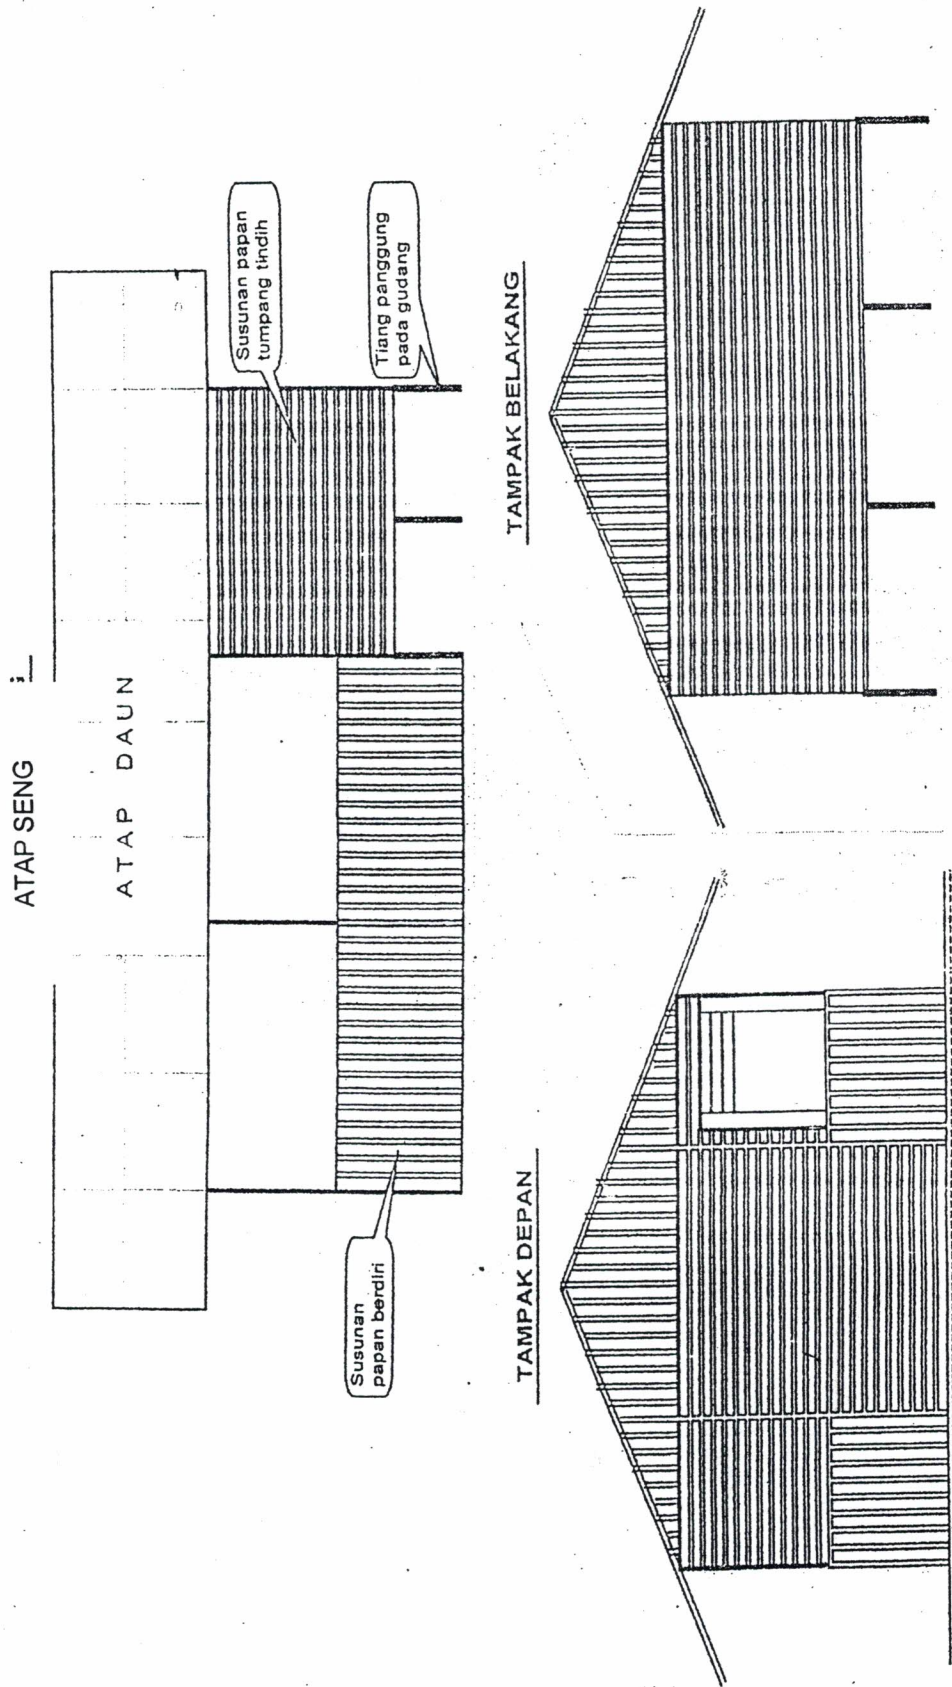 ATAP SENG
ATAP DAUN
Susunan papan
tumpang tindih
Tiang panggung
pada gudang
Susunan
papan berdiri
TAMPAK DEPAN
TAMPAK BELAKANG